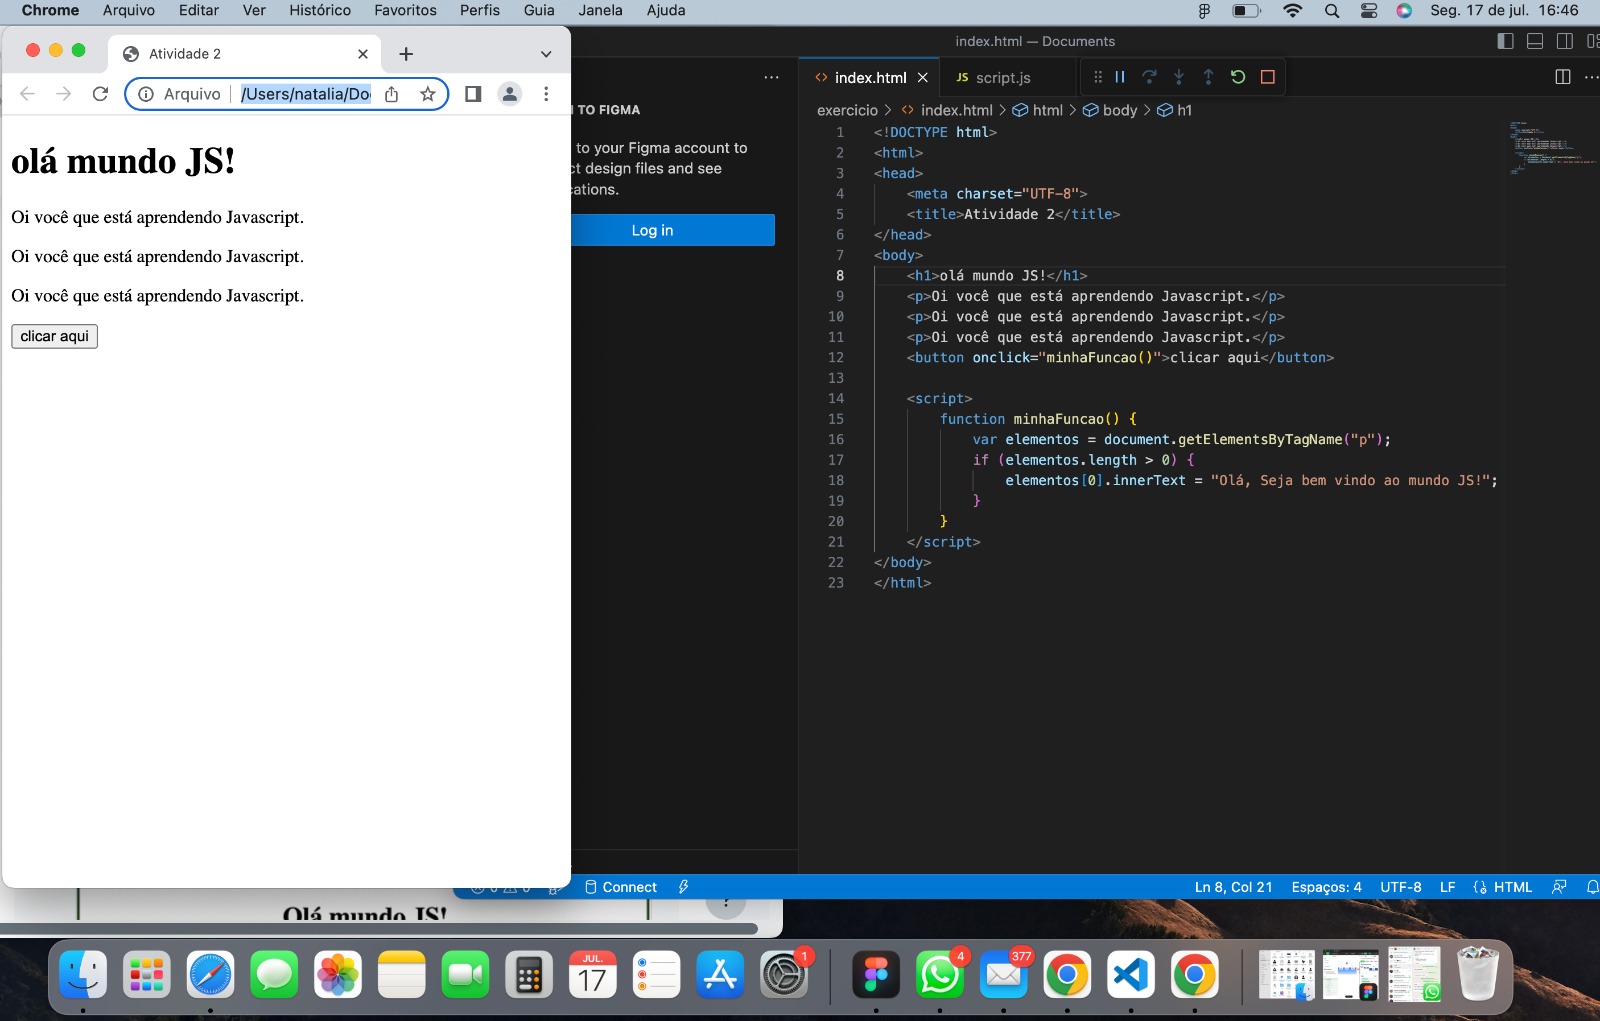 Chrome Arquivo Editar Ver Histórico Favoritos Perfis Guia Janela Ajuda Seg. 17 de jul. 16:46
Atividade 2
Arquivo /Users/natalia/Do
olá mundo JS!
Oi você que está aprendendo Javascript.
Oi você que está aprendendo Javascript.
Oi você que está aprendendo Javascript.
clicar aqui
index.html — Documents
TO FIGMA
to your Figma account to
ct design files and see
cations.
Log in
index.html JS script.js
exercicio > index.html > html > body > h1
1 <!DOCTYPE html>
2 <html>
3 <head>
4 <meta charset="UTF-8">
5 <title>Atividade 2</title>
6 </head>
7 <body>
8 <h1>olá mundo JS!</h1>
9 <p>Oi você que está aprendendo Javascript.</p>
10 <p>Oi você que está aprendendo Javascript.</p>
11 <p>Oi você que está aprendendo Javascript.</p>
12 <button onclick="minhaFuncao()">clicar aqui</button>
13
14 <script>
15 function minhaFuncao() {
16 var elementos = document.getElementsByTagName("p");
17 if (elementos.length > 0) {
18 elementos[0].innerText = "Olá, Seja bem vindo ao mundo JS!";
19 }
20 }
21 </script>
22 </body>
23 </html>
Connect Ln 8, Col 21 Espaços: 4 UTF-8 LF HTML
Olá mundo JS!
?
JUL.
17
1
4
377